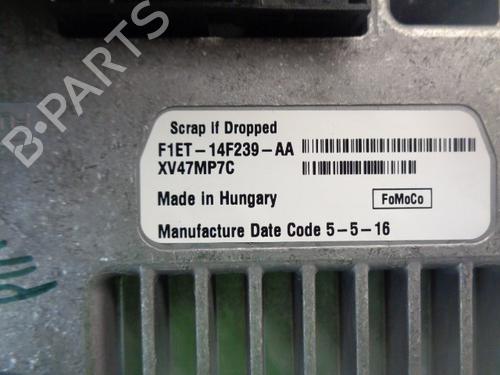 B-PARTS
Scrap if Dropped
F1ET-14F239-AA
XV47MP7C
Made in Hungary
FoMoCo
Manufacture Date Code 5-5-16